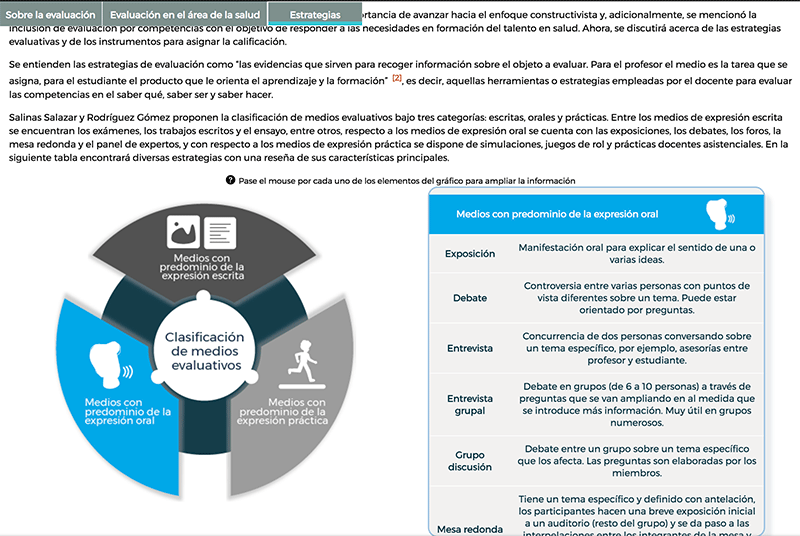 Sobre la evaluación
Evaluación en el área de la salud
Estrategias
portancia de avanzar hacia el enfoque constructivista y, adicionalmente, se mencionó la
inclusión de evaluación por competencias con el objetivo de responder a las necesidades en formación del talento en salud. Ahora, se discutirá acerca de las estrategias
evaluativas y de los instrumentos para asignar la calificación.
Se entienden las estrategias de evaluación como “las evidencias que sirven para recoger información sobre el objeto a evaluar. Para el profesor el medio es la tarea que se
asigna, para el estudiante el producto que le orienta el aprendizaje y la formación” [2], es decir, aquellas herramientas o estrategias empleadas por el docente para evaluar
las competencias en el saber qué, saber ser y saber hacer.
Salinas Salazar y Rodríguez Gómez proponen la clasificación de medios evaluativos bajo tres categorías: escritas, orales y prácticas. Entre los medios de expresión escrita
se encuentran los exámenes, los trabajos escritos y el ensayo, entre otros, respecto a los medios de expresión oral se cuenta con las exposiciones, los debates, los foros, la
mesa redonda y el panel de expertos, y con respecto a los medios de expresión práctica se dispone de simulaciones, juegos de rol y prácticas docentes asistenciales. En la
siguiente tabla encontrará diversas estrategias con una reseña de sus características principales.
? Pase el mouse por cada uno de los elementos del gráfico para ampliar la información
Medios con
predominio de la
expresión escrita
Clasificación
de medios
evaluativos
Medios con
predominio de la
expresión oral
Medios con
predominio de la
expresión práctica
Medios con predominio de la expresión oral
Exposición
Manifestación oral para explicar el sentido de una o
varias ideas.
Debate
Controversia entre varias personas con puntos de
vista diferentes sobre un tema. Puede estar
orientado por preguntas.
Entrevista
Concurrencia de dos personas conversando sobre
un tema específico, por ejemplo, asesorías entre
profesor y estudiante.
Entrevista
grupal
Debate en grupos (de 6 a 10 personas) a través de
preguntas que se van ampliando en al medida que
se introduce más información. Muy útil en grupos
numerosos.
Grupo
discusión
Debate entre un grupo sobre un tema específico
que los afecta. Las preguntas son elaboradas por los
miembros.
Mesa redonda
Tiene un tema específico y definido con antelación,
los participantes hacen una breve exposición inicial
a un auditorio (resto del grupo) y se da paso a las
interpelaciones entre los integrantes de la mesa y